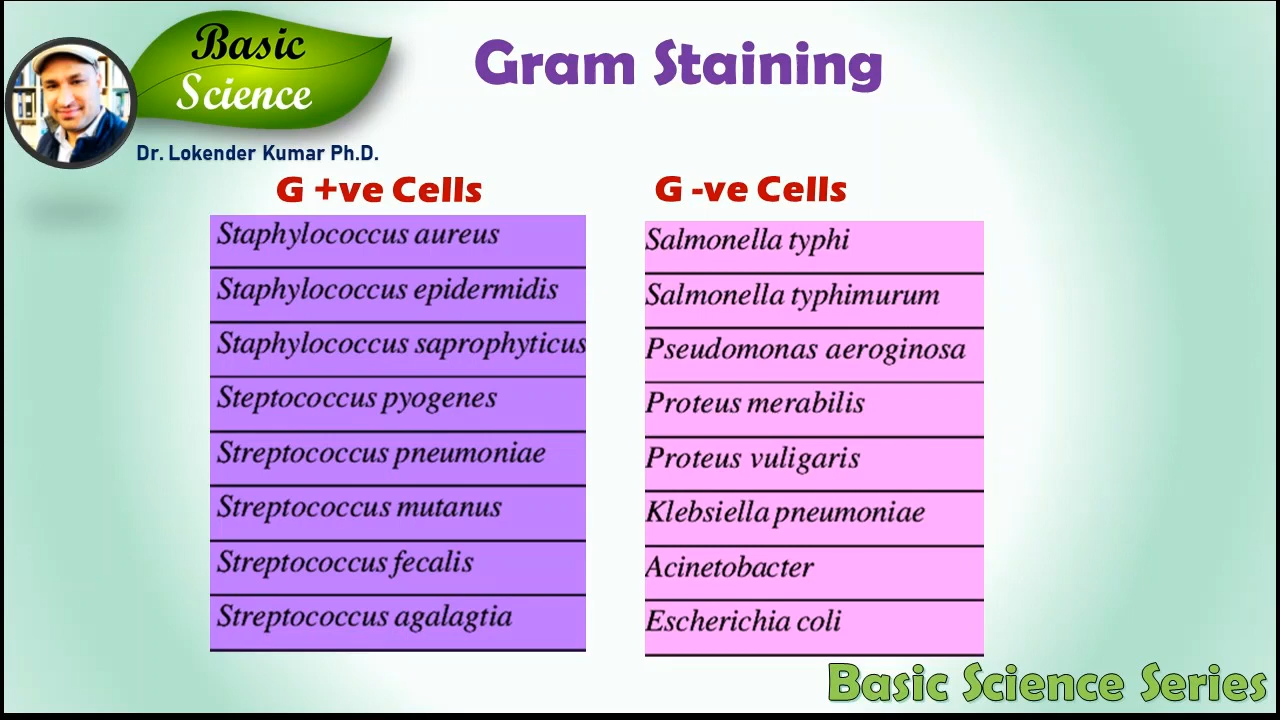 Basic
Science
Gram Staining
Dr. Lokender Kumar Ph.D.
G +ve Cells
Staphylococcus aureus
Staphylococcus epidermidis
Staphylococcus saprophyticus
Steptococcus pyogenes
Streptococcus pneumoniae
Streptococcus mutanus
Streptococcus fecalis
Streptococcus agalagtia
G -ve Cells
Salmonella typhi
Salmonella typhimurum
Pseudomonas aeroginosa
Proteus merabilis
Proteus vuligaris
Klebsiella pneumoniae
Acinetobacter
Escherichia coli
Basic Science Series